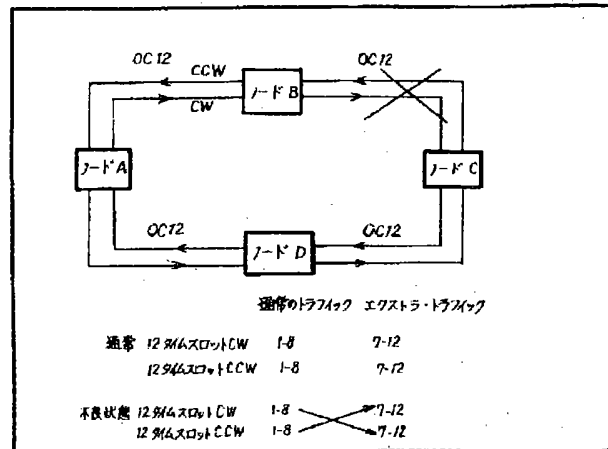 OC12
OC12
CCW
CW
ノードB
ノードA
ノードC
OC12
OC12
ノードD
通常のトラフィック エクストラ・トラフィック
通常 12タイムスロットCW 1-8 7-12
12タイムスロットCCW 1-8 7-12
不良状態 12タイムスロットCW 1-8 7-12
12タイムスロットCCW 1-8 7-12